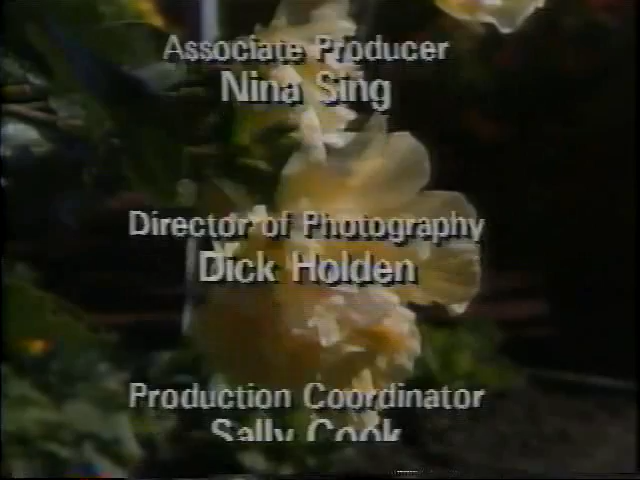 Associate Producer
Nina Sing
Director of Photography
Dick Holden
Production Coordinator
Sally Cook